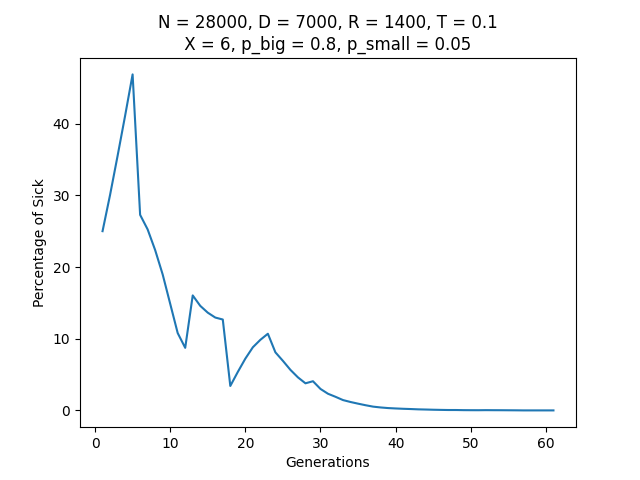 N = 28000, D = 7000, R = 1400, T = 0.1
X = 6, p_big = 0.8, p_small = 0.05
40
30
20
10
0
Percentage of Sick
0 10 20 30 40 50 60
Generations